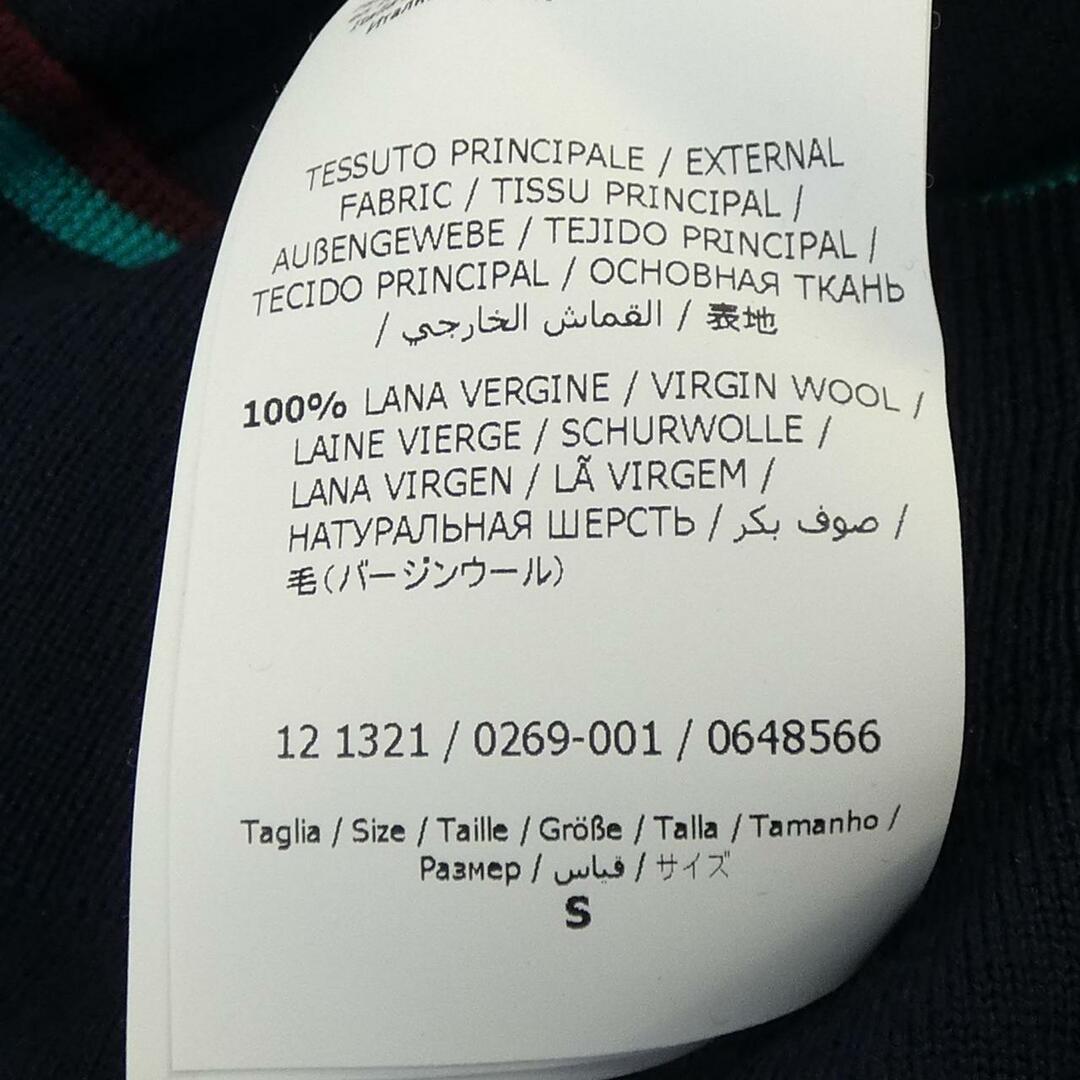 TESSUTO PRINCIPALE / EXTERNAL
FABRIC / TISSU PRINCIPAL /
AUßENGEWEBE / TEJIDO PRINCIPAL /
TECIDO PRINCIPAL / ОСНОВНАЯ ТКАНЬ
/ القماش الخارجي / 表地
100% LANA VERGINE / VIRGIN WOOL /
LAINE VIERGE / SCHURWOLLE /
LANA VIRGEN / LÃ VIRGEM /
НАТУРАЛЬНАЯ ШЕРСТЬ / صوف بكر /
毛(バージンウール)
12 1321 / 0269-001 / 0648566
Taglia / Size / Taille / Größe / Talla / Tamanho /
Размер / قياس / サイズ
S